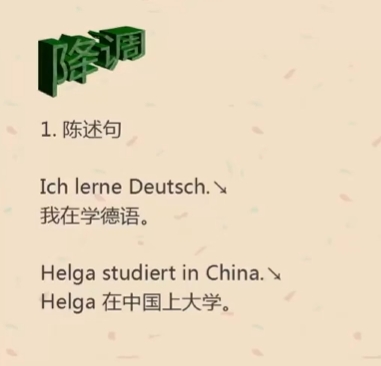 降调
1. 陈述句
Ich lerne Deutsch.↘
我在学德语。
Helga studiert in China.↘
Helga 在中国上大学。